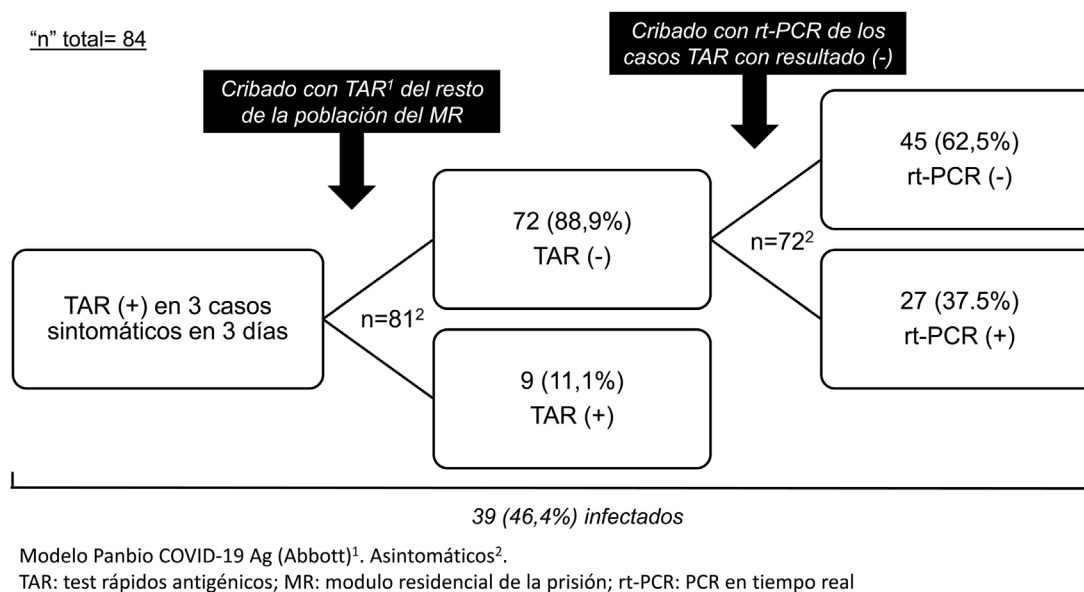 “n” total= 84
Cribado con TAR¹ del resto
de la población del MR
Cribado con rt-PCR de los
casos TAR con resultado (-)
TAR (+) en 3 casos
sintomáticos en 3 días
n=81²
72 (88,9%)
TAR (-)
9 (11,1%)
TAR (+)
n=72²
45 (62,5%)
rt-PCR (-)
27 (37.5%)
rt-PCR (+)
39 (46,4%) infectados
Modelo Panbio COVID-19 Ag (Abbott)¹. Asintomáticos².
TAR: test rápidos antigénicos; MR: modulo residencial de la prisión; rt-PCR: PCR en tiempo real